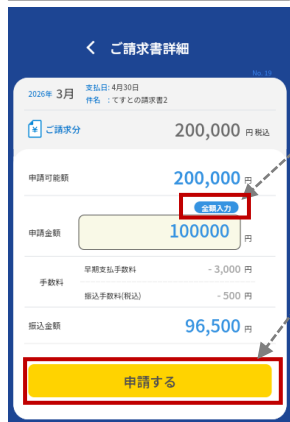 ご請求書詳細
No. 19
2026年 3月
支払日: 4月30日
件名 : てすとの請求書2
ご請求分 200,000 円 税込
申請可能額 200,000 円
全額入力
申請金額 100000 円
手数料
早期支払手数料 - 3,000 円
振込手数料(税込) - 500 円
振込金額 96,500 円
申請する